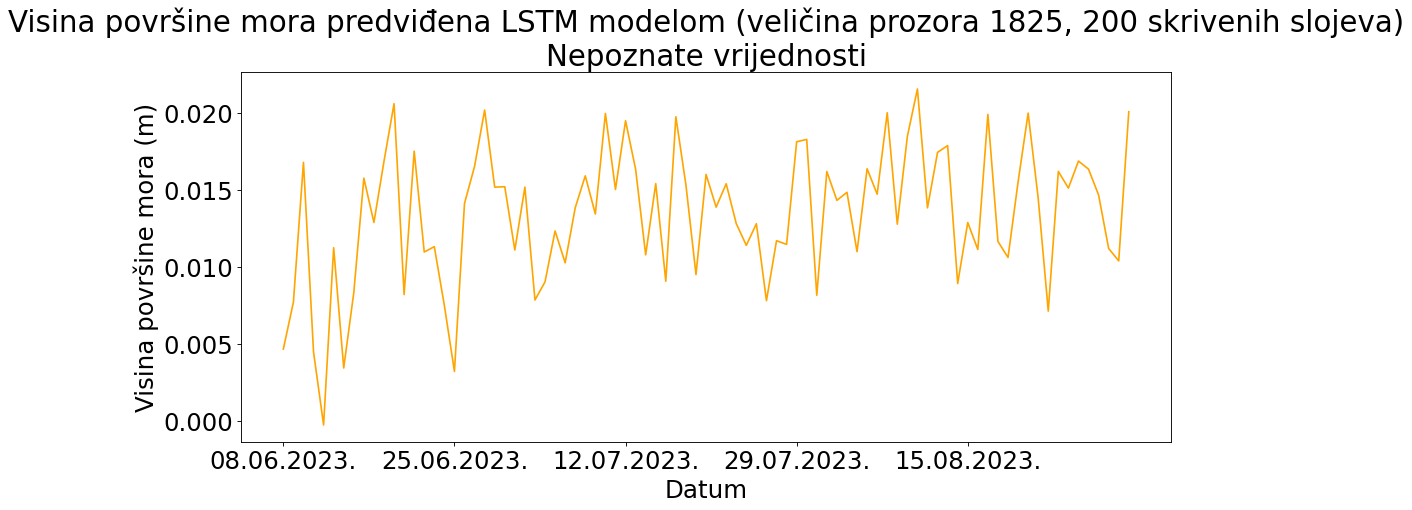 Visina površine mora predviđena LSTM modelom (veličina prozora 1825, 200 skrivenih slojeva)
Nepoznate vrijednosti
Visina površine mora (m)
0.020
0.015
0.010
0.005
0.000
08.06.2023. 25.06.2023. 12.07.2023. 29.07.2023. 15.08.2023.
Datum